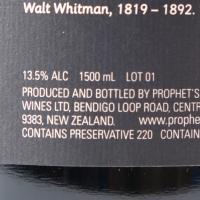 Walt Whitman, 1819 – 1892.
13.5% ALC 1500 mL LOT 01
PRODUCED AND BOTTLED BY PROPHET'S
WINES LTD, BENDIGO LOOP ROAD, CENTR
9383, NEW ZEALAND. www.prophe
CONTAINS PRESERVATIVE 220 CONTAIN